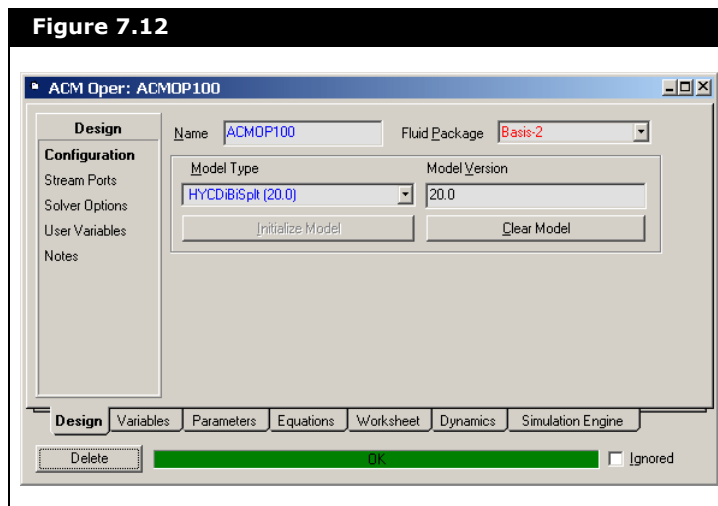 Figure 7.12
ACM Oper: ACMOP100
Design
Configuration
Stream Ports
Solver Options
User Variables
Notes
Name ACMOP100 Fluid Package Basis-2
Model Type Model Version
HYCDiBiSplt (20.0) 20.0
Initialize Model Clear Model
Design Variables Parameters Equations Worksheet Dynamics Simulation Engine
Delete OK Ignored